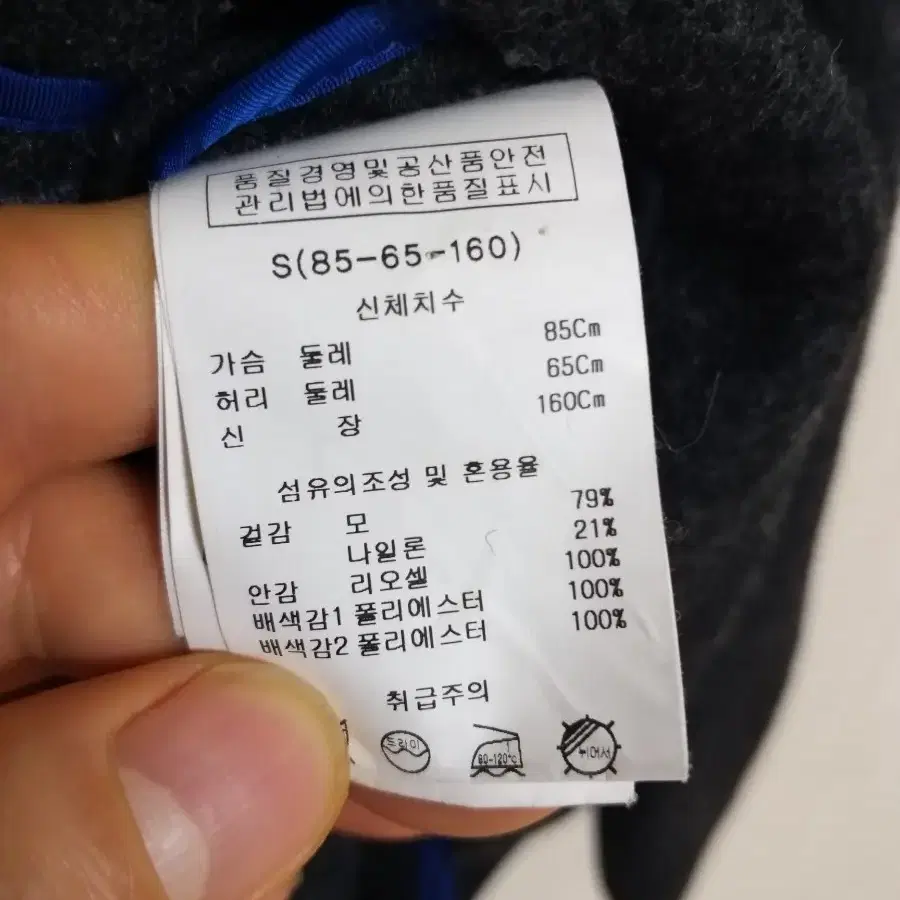 품질경영및공산품안전
관리법에의한품질표시
S(85-65-160)
신체치수
가슴 둘레 85Cm
허리 둘레 65Cm
신 장 160Cm
섬유의조성 및 혼용율
겉감 모 79%
나일론 21%
안감 리오셀 100%
배색감1 폴리에스터 100%
배색감2 폴리에스터 100%
취급주의
드라이 80-120℃ 뉘어서